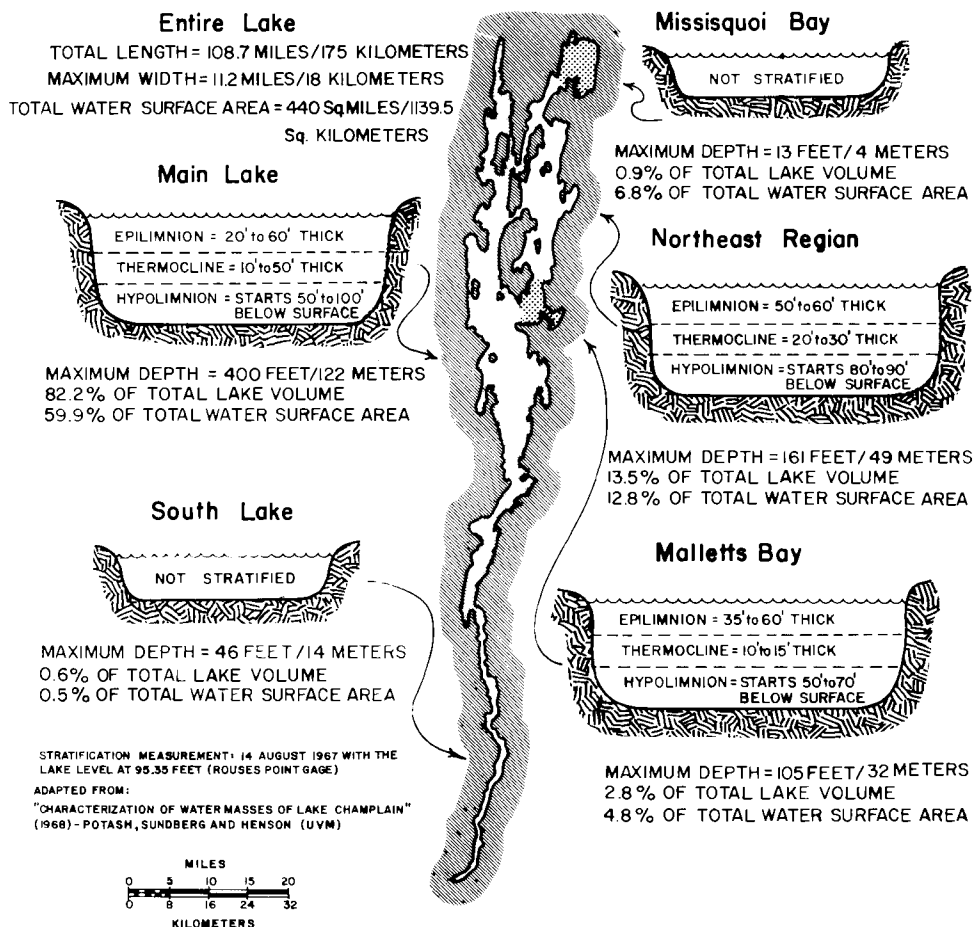 Entire Lake
TOTAL LENGTH = 108.7 MILES/175 KILOMETERS
MAXIMUM WIDTH = 11.2 MILES/18 KILOMETERS
TOTAL WATER SURFACE AREA = 440 Sq MILES/1139.5
Sq. KILOMETERS
Main Lake
EPILIMNION = 20' to 60' THICK
THERMOCLINE = 10' to 50' THICK
HYPOLIMNION = STARTS 50' to 100'
BELOW SURFACE
MAXIMUM DEPTH = 400 FEET/122 METERS
82.2% OF TOTAL LAKE VOLUME
59.9% OF TOTAL WATER SURFACE AREA
South Lake
NOT STRATIFIED
MAXIMUM DEPTH = 46 FEET/14 METERS
0.6% OF TOTAL LAKE VOLUME
0.5% OF TOTAL WATER SURFACE AREA
STRATIFICATION MEASUREMENT: 14 AUGUST 1967 WITH THE
LAKE LEVEL AT 95.35 FEET (ROUSES POINT GAGE)
ADAPTED FROM:
"CHARACTERIZATION OF WATER MASSES OF LAKE CHAMPLAIN"
(1968) - POTASH, SUNDBERG AND HENSON (UVM)
MILES
0 5 10 15 20
0 8 16 24 32
KILOMETERS
Missisquoi Bay
NOT STRATIFIED
MAXIMUM DEPTH = 13 FEET/4 METERS
0.9% OF TOTAL LAKE VOLUME
6.8% OF TOTAL WATER SURFACE AREA
Northeast Regian
EPILIMNION = 50' to 60' THICK
THERMOCLINE = 20' to 30' THICK
HYPOLIMNION = STARTS 80' to 90'
BELOW SURFACE
MAXIMUM DEPTH = 161 FEET/49 METERS
13.5% OF TOTAL LAKE VOLUME
12.8% OF TOTAL WATER SURFACE AREA
Malletts Bay
EPILIMNION = 35' to 60' THICK
THERMOCLINE = 10' to 15' THICK
HYPOLIMNION = STARTS 50' to 70'
BELOW SURFACE
MAXIMUM DEPTH = 105 FEET/32 METERS
2.8% OF TOTAL LAKE VOLUME
4.8% OF TOTAL WATER SURFACE AREA